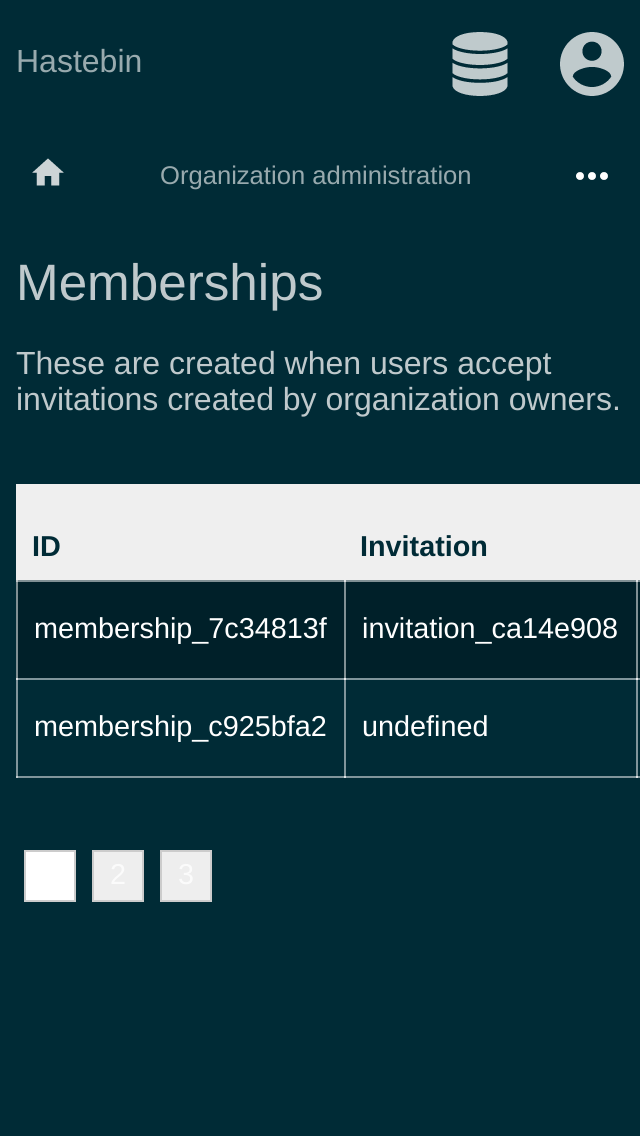 Hastebin
Organization administration
Memberships
These are created when users accept
invitations created by organization owners.
ID Invitation
membership_7c34813f invitation_ca14e908
membership_c925bfa2 undefined
2 3